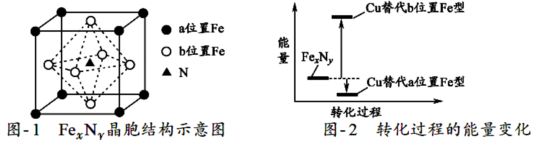 a位置Fe
b位置Fe
N
图-1 FexNy晶胞结构示意图
能量
Cu替代b位置Fe型
FexNy
Cu替代a位置Fe型
转化过程
图-2 转化过程的能量变化